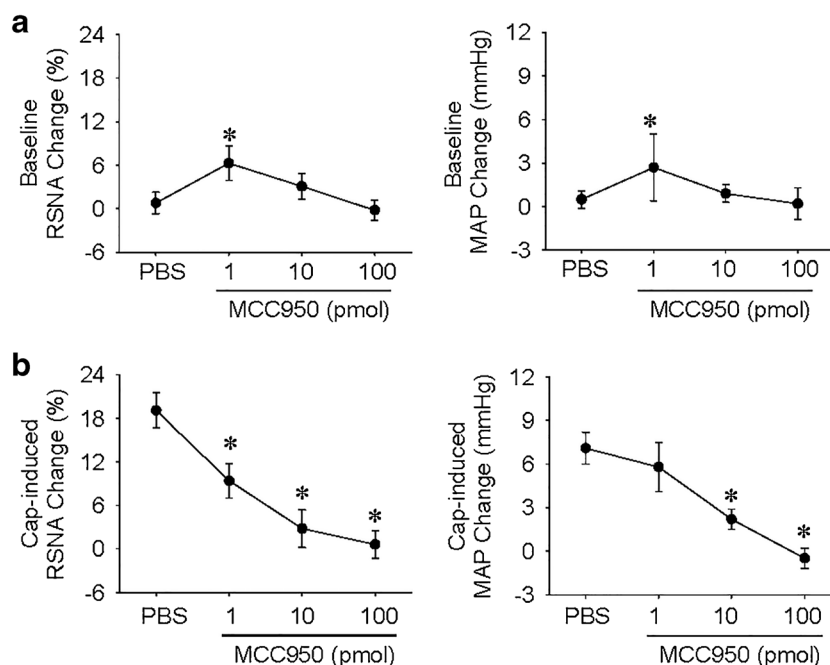 a
Baseline
RSNA Change (%)
24
18
12
6
0
-6
*
PBS
1
10
100
MCC950 (pmol)
Baseline
MAP Change (mmHg)
12
9
6
3
0
-3
*
PBS
1
10
100
MCC950 (pmol)
b
Cap-induced
RSNA Change (%)
24
18
12
6
0
-6
*
*
*
PBS
1
10
100
MCC950 (pmol)
Cap-induced
MAP Change (mmHg)
12
9
6
3
0
-3
*
*
PBS
1
10
100
MCC950 (pmol)